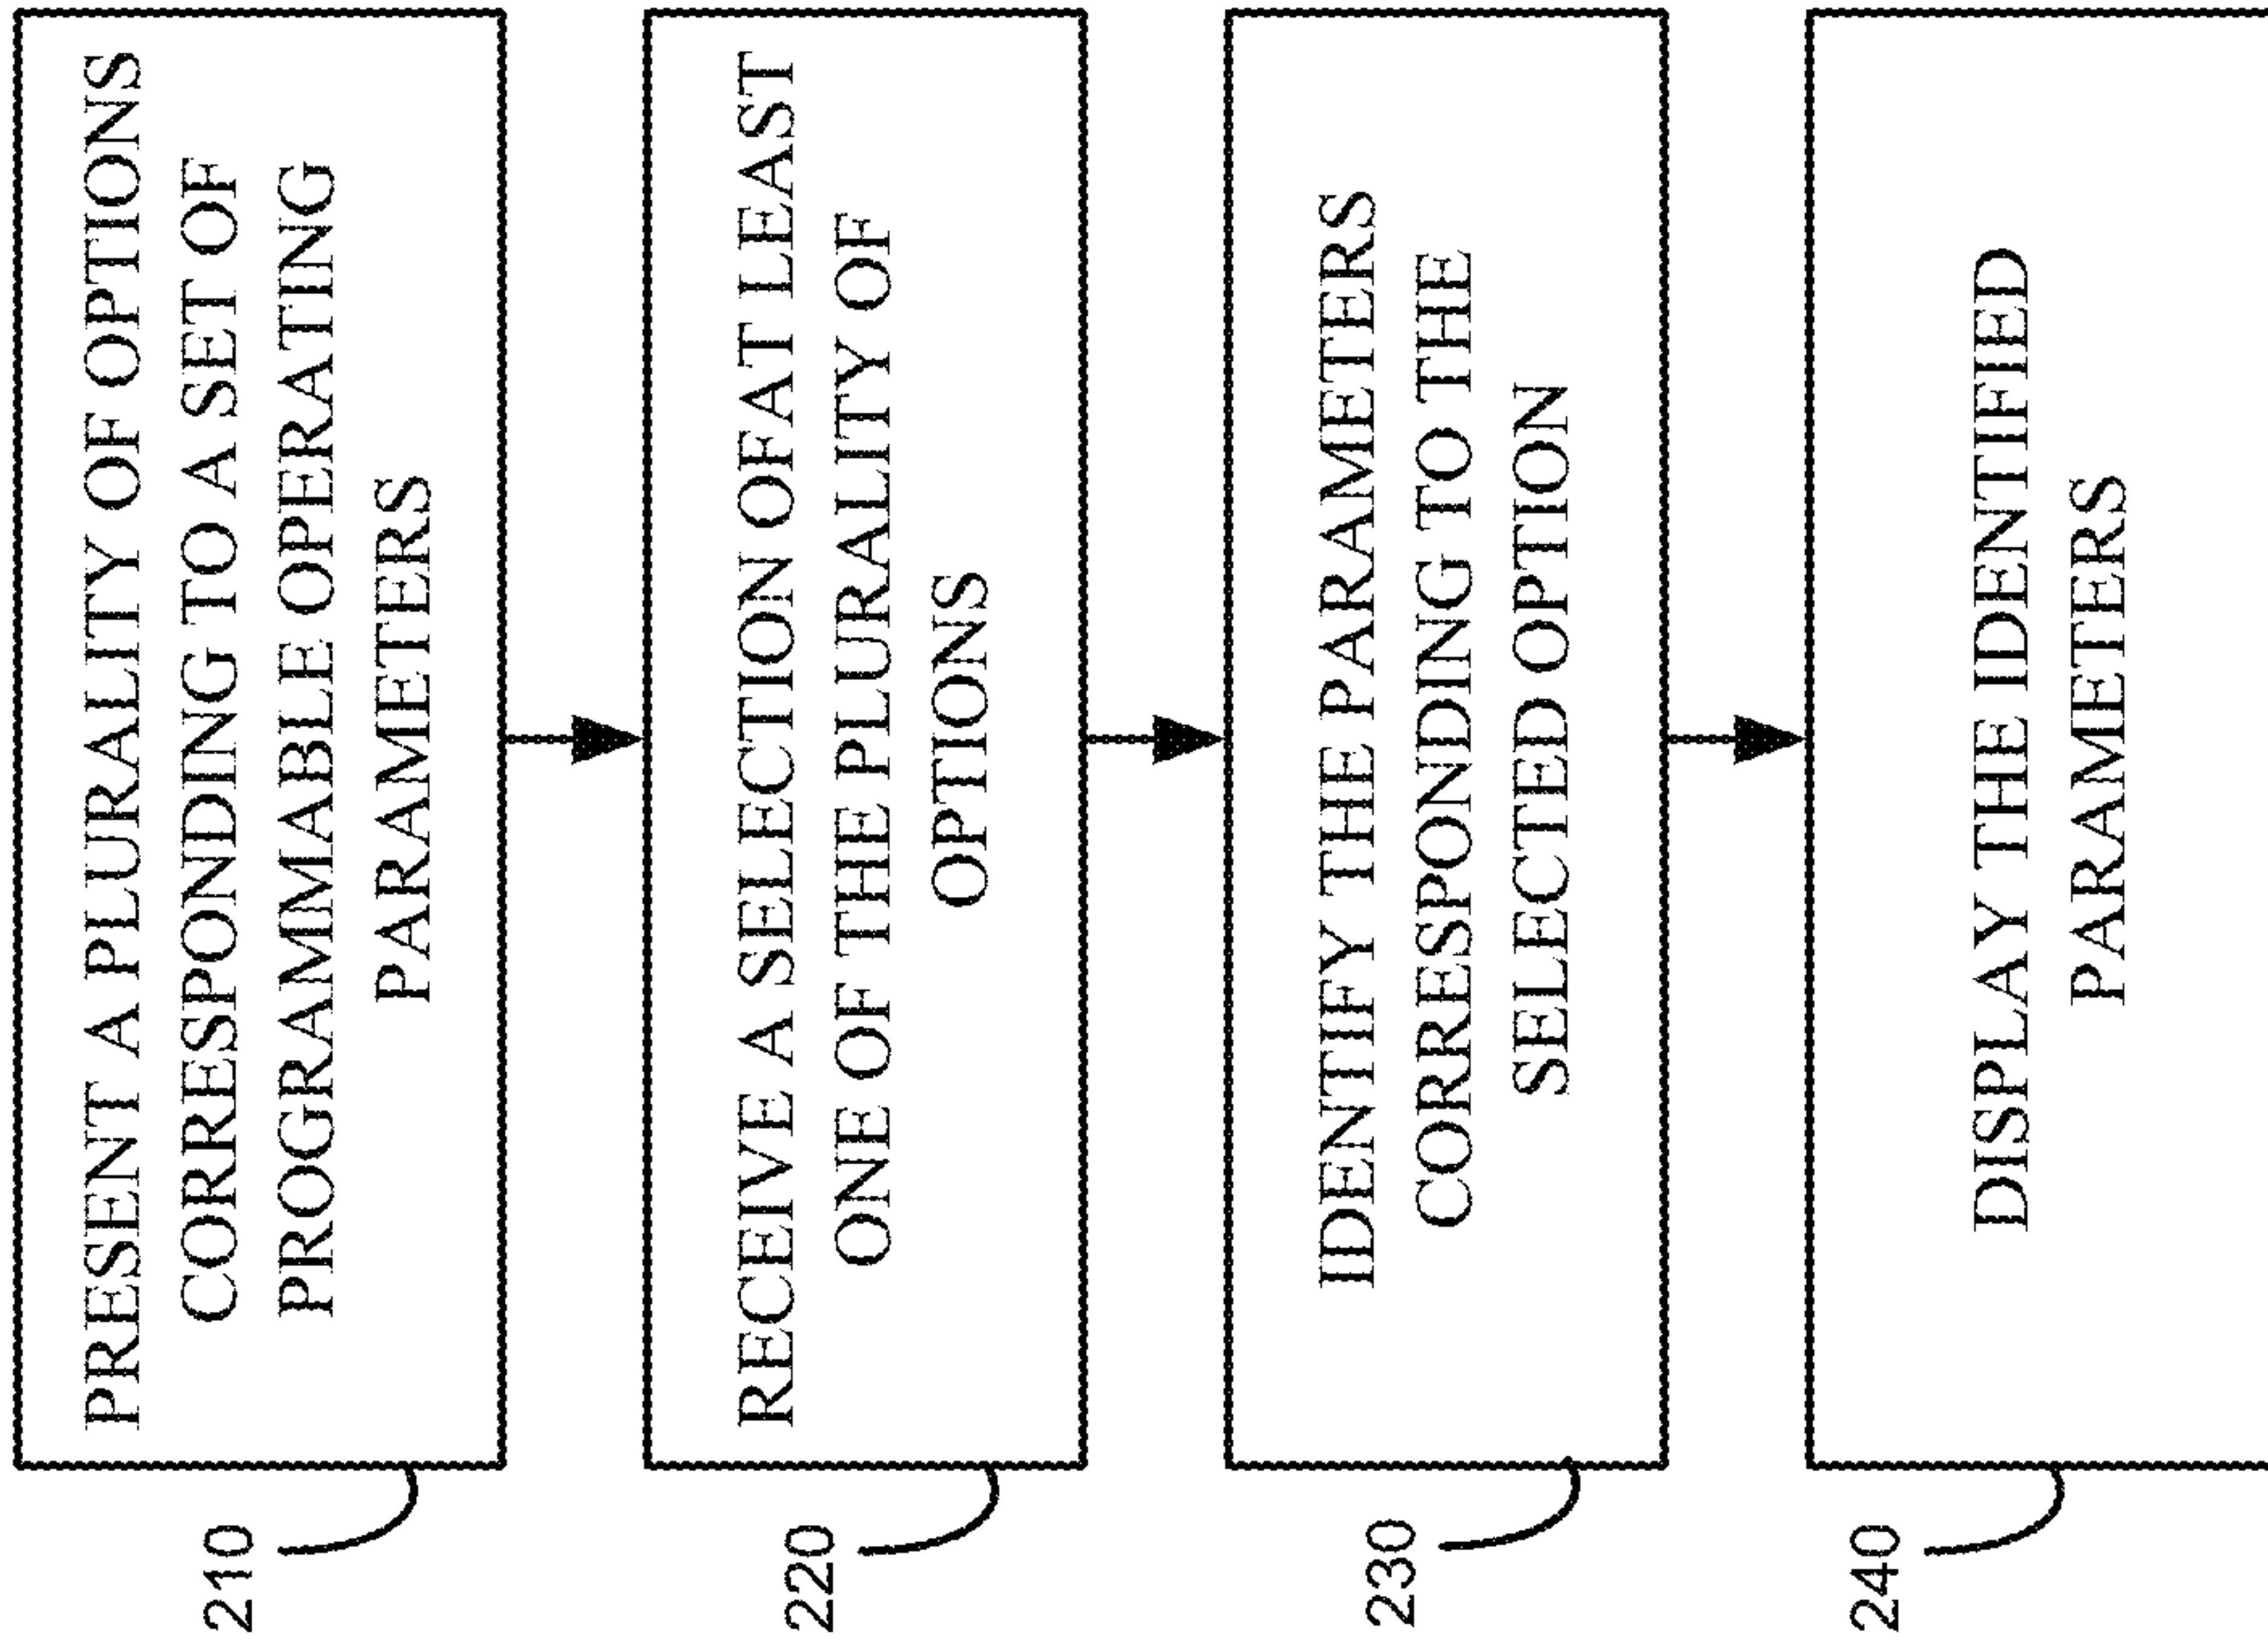 210
PRESENT A PLURALITY OF OPTIONS
CORRESPONDING TO A SET OF
PROGRAMMABLE OPERATING
PARAMETERS
220
RECEIVE A SELECTION OFAT LEAST
ONE OF THE PLURALITY OF
OPTIONS
230
IDENTIFY THE PARAMETERS
CORRESPONDING TO THE
SELECTED OPTION
240
DISPLAY THE IDENTIFIED
PARAMETERS